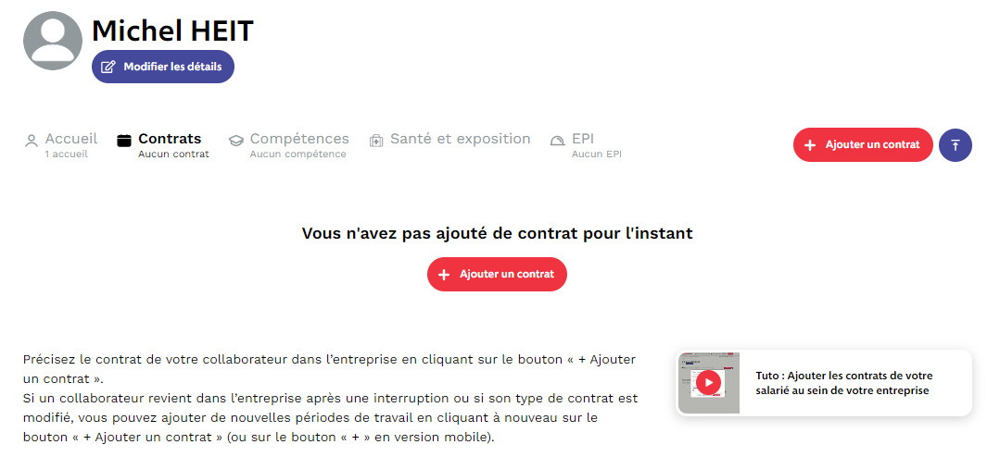 Michel HEIT
Modifier les détails
Accueil
1 accueil
Contrats
Aucun contrat
Compétences
Aucun compétence
Santé et exposition
EPI
Aucun EPI
+ Ajouter un contrat
Vous n'avez pas ajouté de contrat pour l'instant
+ Ajouter un contrat
Précisez le contrat de votre collaborateur dans l’entreprise en cliquant sur le bouton « + Ajouter
un contrat ».
Si un collaborateur revient dans l’entreprise après une interruption ou si son type de contrat est
modifié, vous pouvez ajouter de nouvelles périodes de travail en cliquant à nouveau sur le
bouton « + Ajouter un contrat » (ou sur le bouton « + » en version mobile).
Tuto : Ajouter les contrats de votre
salarié au sein de votre entreprise